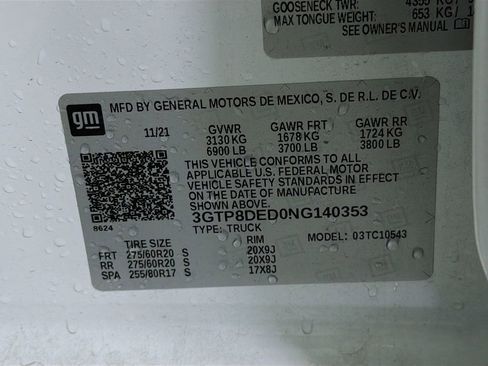 GOOSENECK TWR: 4355 KG /
MAX TONGUE WEIGHT: 653 KG /
SEE OWNER'S MANUAL
gm
MFD BY GENERAL MOTORS DE MEXICO, S. DE R.L. DE C.V.
11/21 GVWR GAWR FRT GAWR RR
3130 KG 1678 KG 1724 KG
6900 LB 3700 LB 3800 LB
THIS VEHICLE CONFORMS TO ALL
APPLICABLE U.S. FEDERAL MOTOR
VEHICLE SAFETY STANDARDS IN EFFECT
ON THE DATE OF MANUFACTURE
SHOWN ABOVE.
3GTP8DED0NG140353
8624 TYPE: TRUCK MODEL: 03TC10543
TIRE SIZE RIM
FRT 275/60R20 S 20X9J
RR 275/60R20 S 20X9J
SPA 255/80R17 S 17X8J